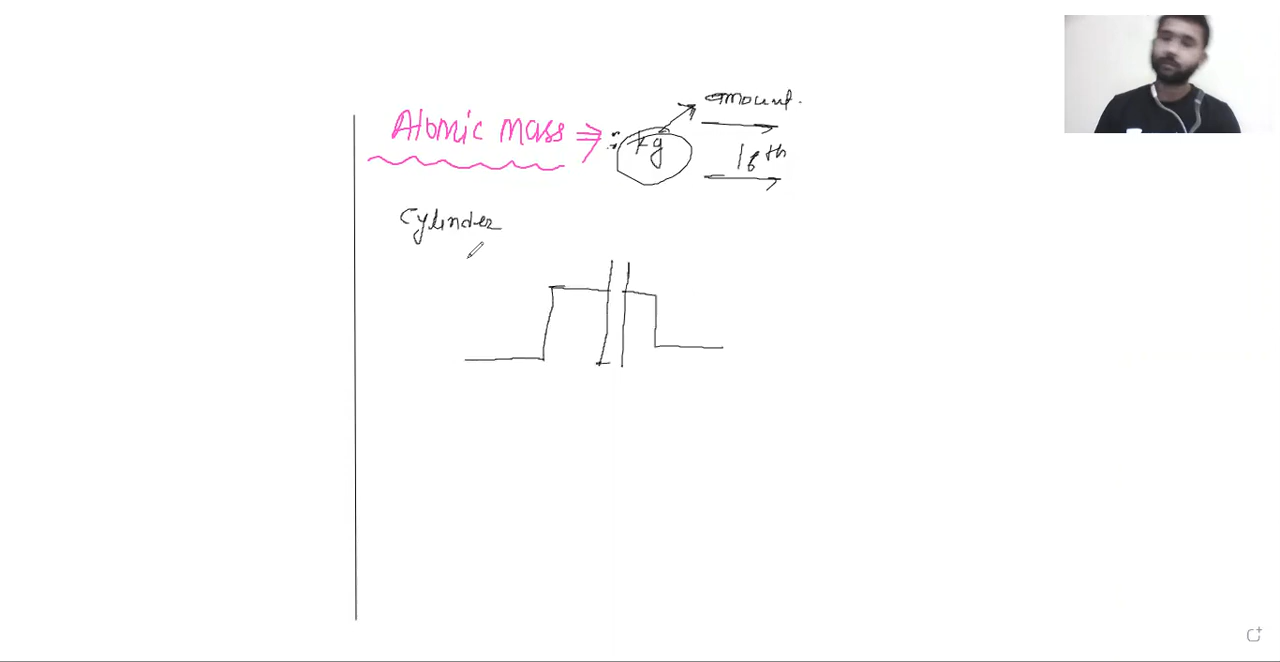 amount.
Atomic mass ⇒ : kg
16th
Cylinder